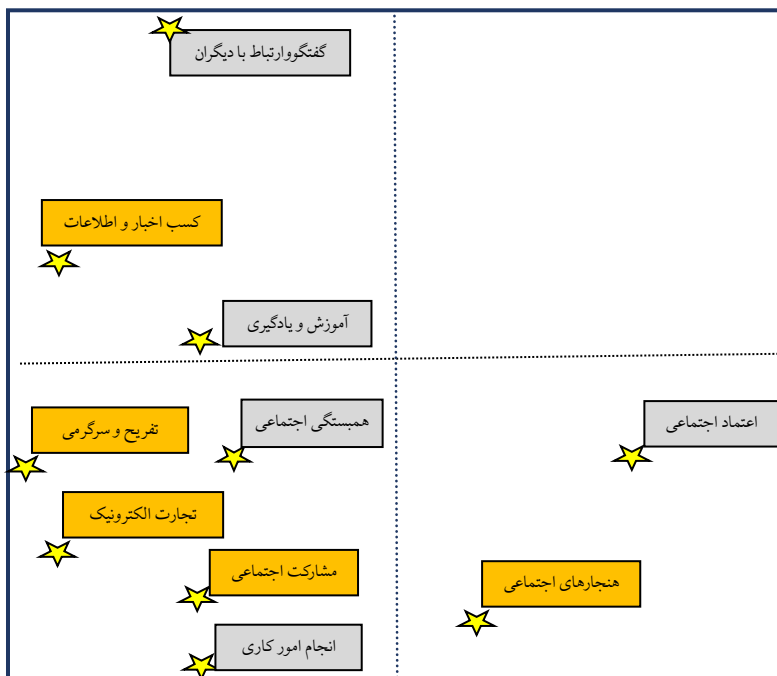 گفتگووارتباط با دیگران
کسب اخبار و اطلاعات
آموزش و یادگیری
اعتماد اجتماعی
همبستگی اجتماعی
تفریح و سرگرمی
تجارت الکترونیک
هنجارهای اجتماعی
مشارکت اجتماعی
انجام امور کاری